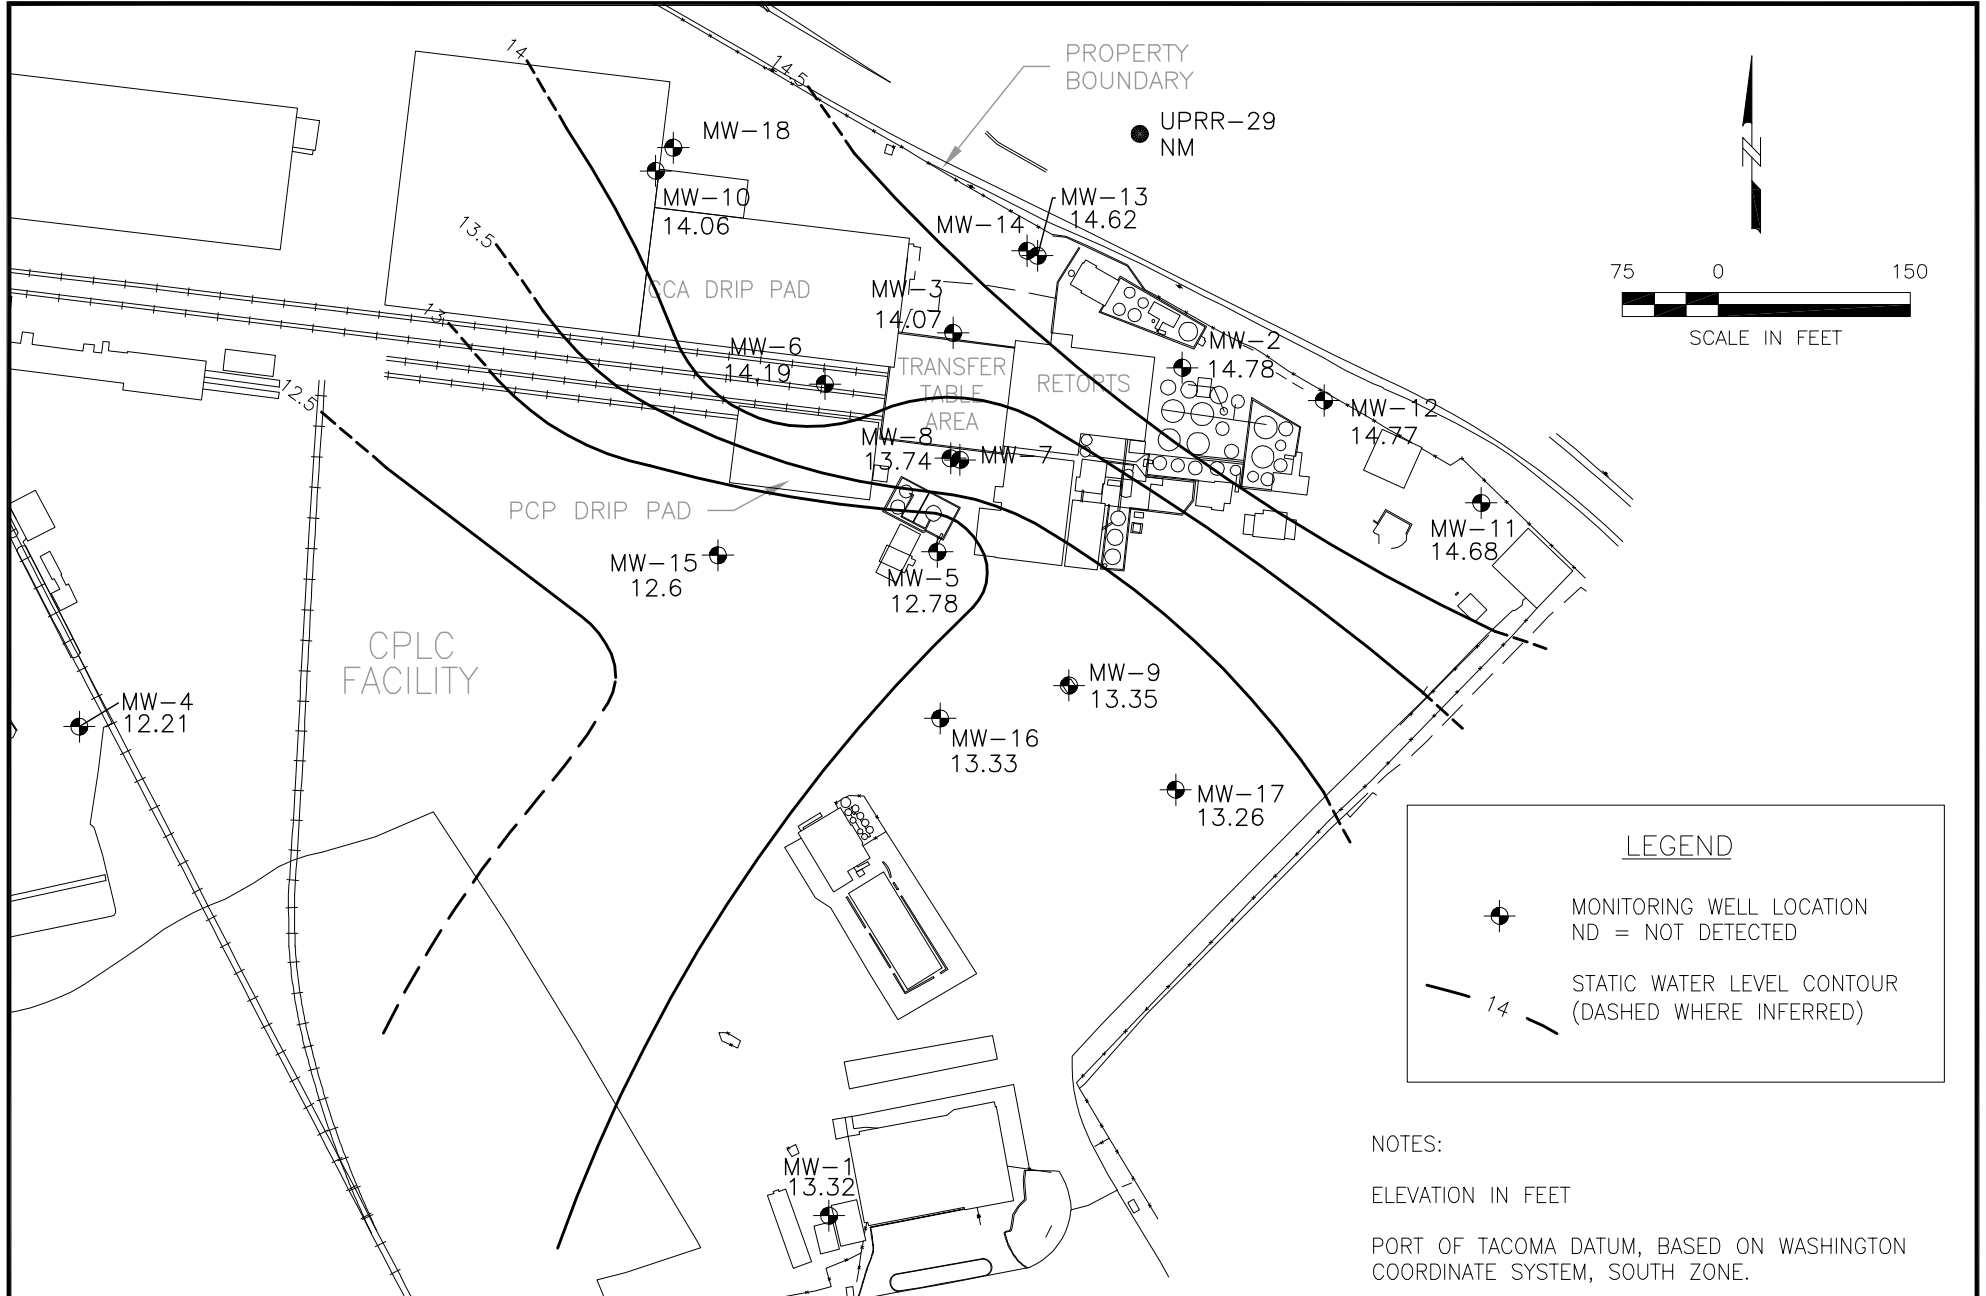 14
14.5
PROPERTY
BOUNDARY
UPRR-29
NM
MW-18
MW-10
14.06
MW-13
14.62
MW-14
N
13.5
13
12.5
CCA DRIP PAD
MW-3
14.07
MW-6
14.19
TRANSFER
TABLE
AREA
RETORTS
MW-2
14.78
75 0 150
SCALE IN FEET
MW-12
14.77
MW-8
13.74
MW-7
PCP DRIP PAD
MW-11
14.68
MW-15
12.6
MW-5
12.78
CPLC
FACILITY
MW-4
12.21
MW-9
13.35
MW-16
13.33
MW-17
13.26
LEGEND
MONITORING WELL LOCATION
ND = NOT DETECTED
STATIC WATER LEVEL CONTOUR
(DASHED WHERE INFERRED)
14
MW-1
13.32
NOTES:
ELEVATION IN FEET
PORT OF TACOMA DATUM, BASED ON WASHINGTON
COORDINATE SYSTEM, SOUTH ZONE.